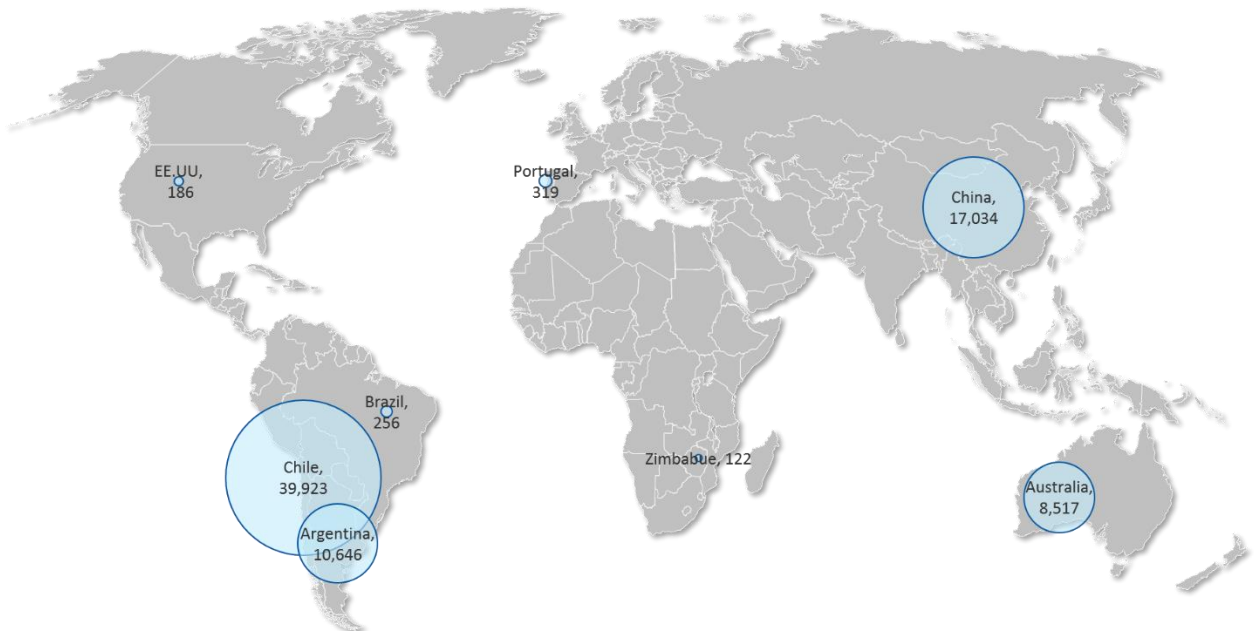 EE.UU,
186
Portugal,
319
China,
17,034
Brazil,
256
Chile,
39,923
Zimbabue, 122
Australia,
8,517
Argentina,
10,646